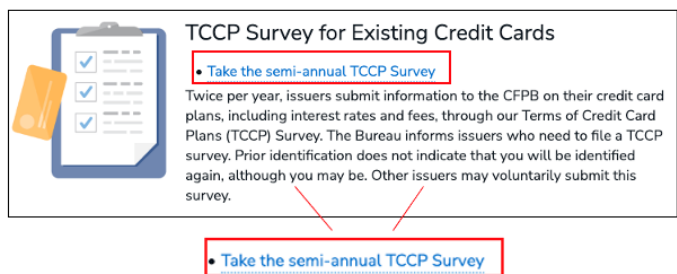 TCCP Survey for Existing Credit Cards
• Take the semi-annual TCCP Survey
Twice per year, issuers submit information to the CFPB on their credit card
plans, including interest rates and fees, through our Terms of Credit Card
Plans (TCCP) Survey. The Bureau informs issuers who need to file a TCCP
survey. Prior identification does not indicate that you will be identified
again, although you may be. Other issuers may voluntarily submit this
survey.
• Take the semi-annual TCCP Survey